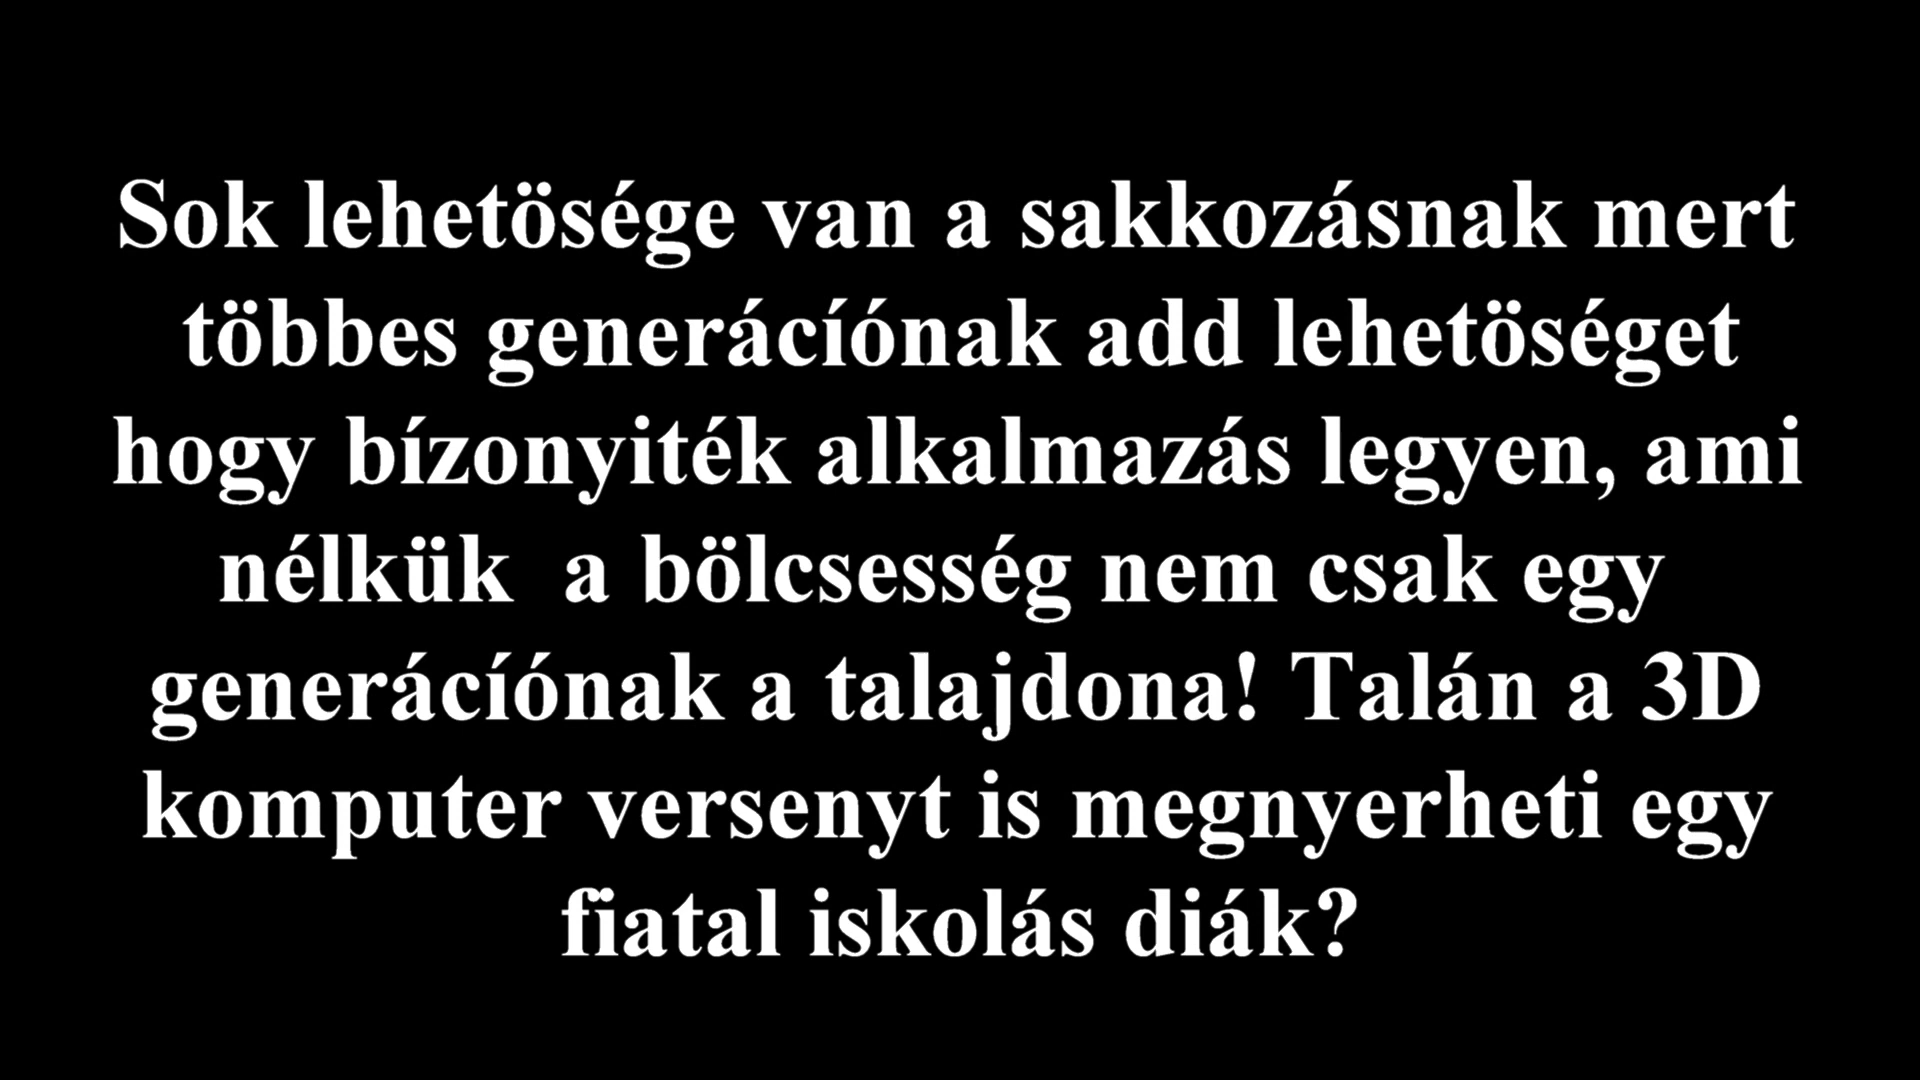 Sok lehetösége van a sakkozásnak mert
többes generácíónak add lehetöséget
hogy bízonyiték alkalmazás legyen, ami
nélkük  a bölcsesség nem csak egy
generácíónak a talajdona! Talán a 3D
komputer versenyt is megnyerheti egy
fiatal iskolás diák?